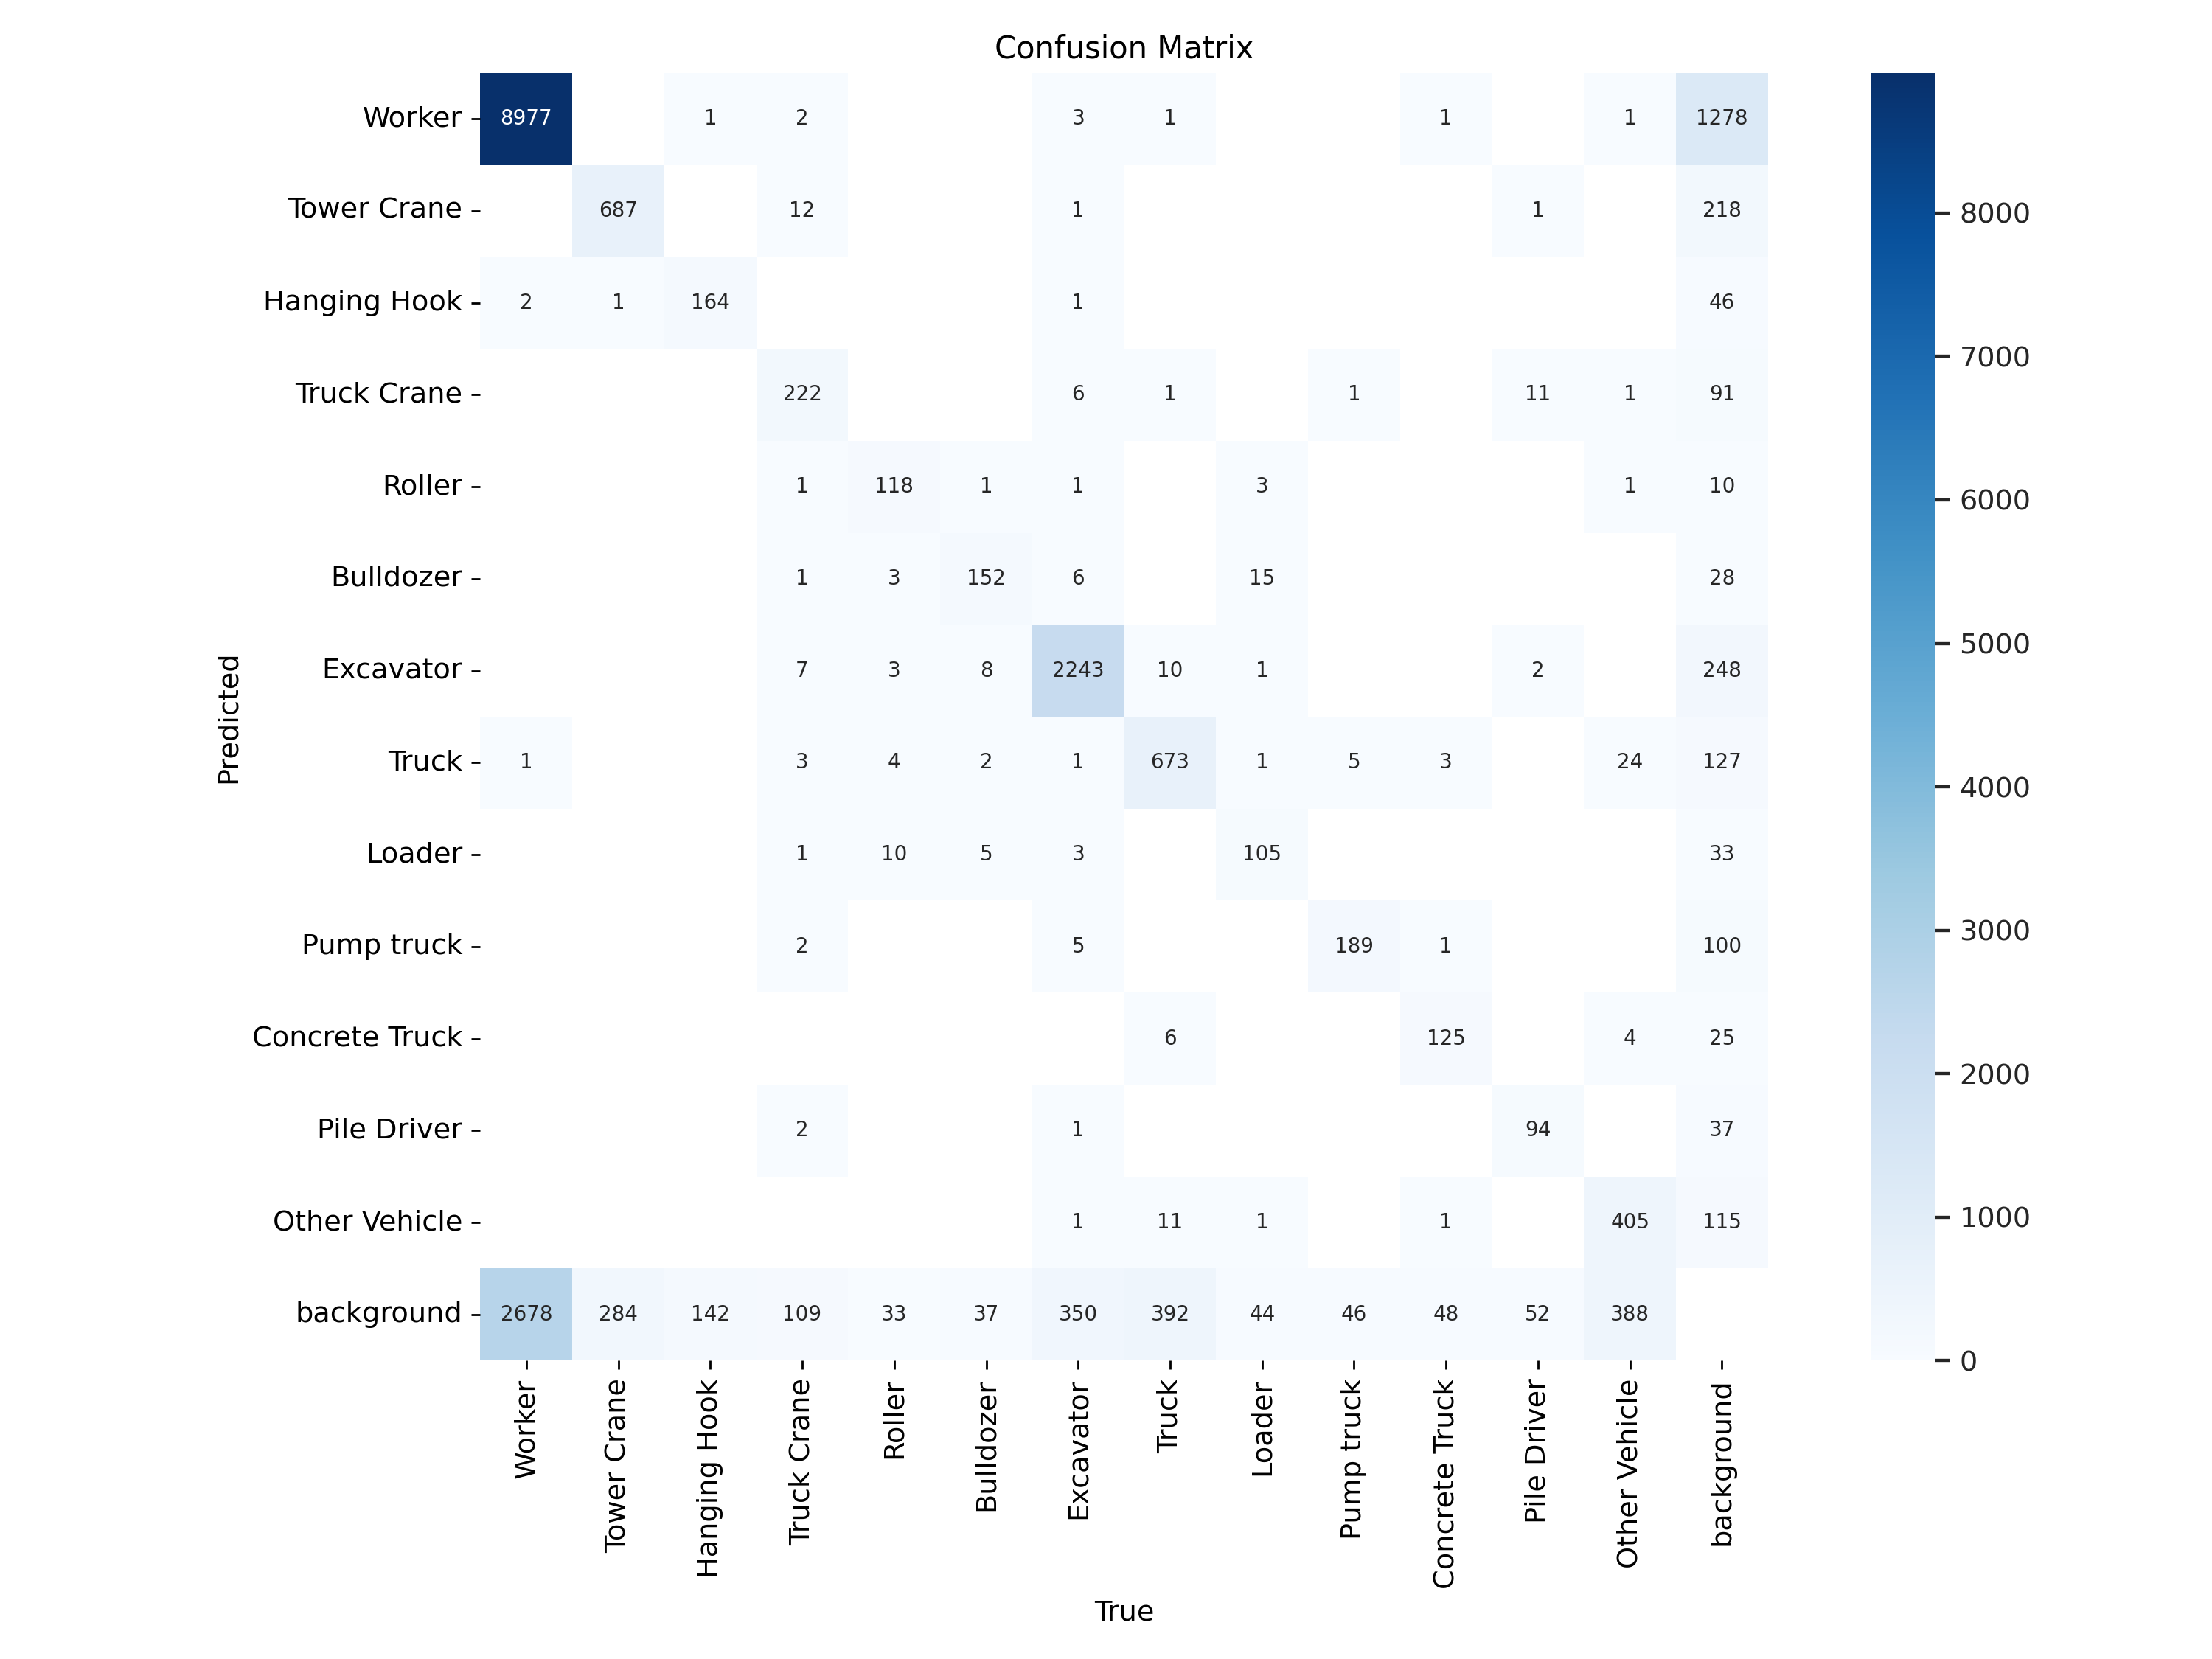 Confusion Matrix
Worker 8977 1 2 3 1 1 1 1278
Tower Crane 687 12 1 1 218
Hanging Hook 2 1 164 1 46
Truck Crane 222 6 1 1 11 1 91
Roller 1 118 1 1 3 1 10
Bulldozer 1 3 152 6 15 28
Excavator 7 3 8 2243 10 1 2 248
Truck 1 3 4 2 1 673 1 5 3 24 127
Loader 1 10 5 3 105 33
Pump truck 2 5 189 1 100
Concrete Truck 6 125 4 25
Pile Driver 2 1 94 37
Other Vehicle 1 11 1 1 405 115
background 2678 284 142 109 33 37 350 392 44 46 48 52 388
Predicted
Worker
Tower Crane
Hanging Hook
Truck Crane
Roller
Bulldozer
Excavator
Truck
Loader
Pump truck
Concrete Truck
Pile Driver
Other Vehicle
background
True
8000
7000
6000
5000
4000
3000
2000
1000
0